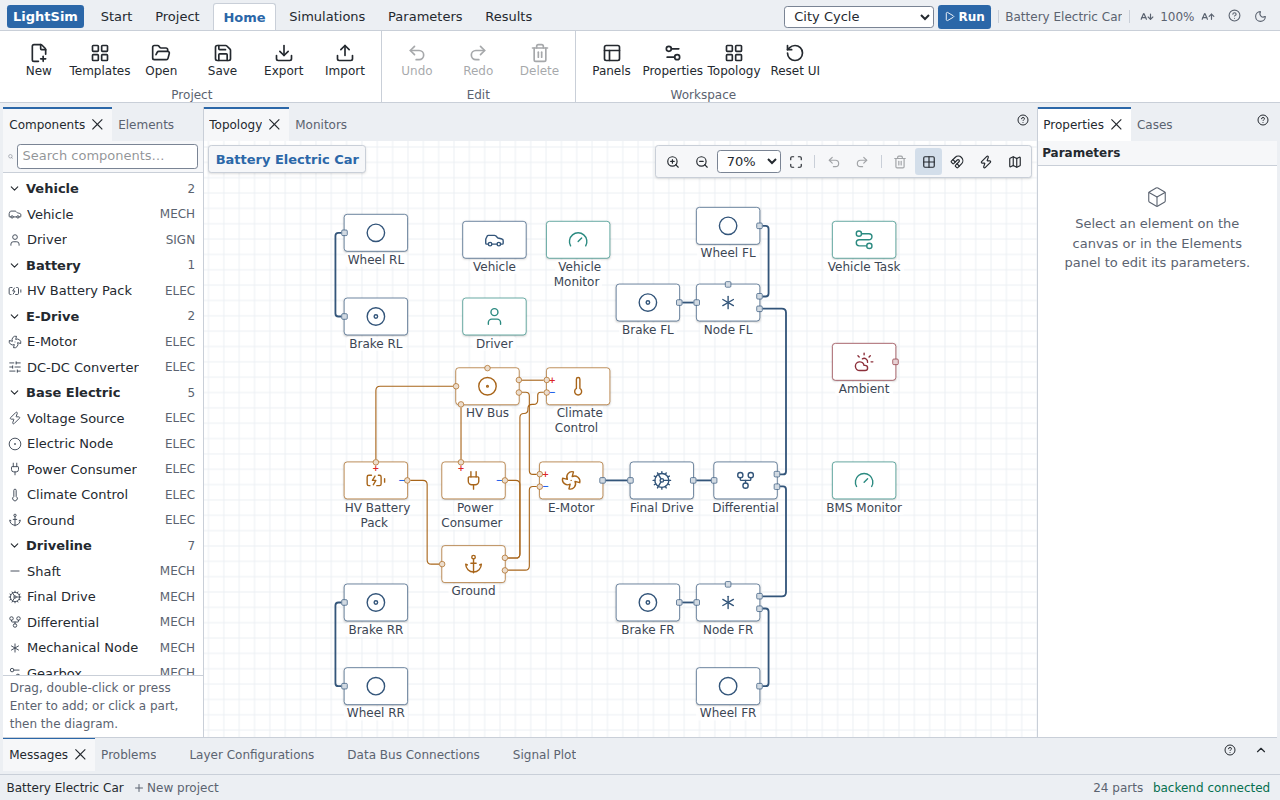 LightSim Start Project Home Simulations Parameters Results City Cycle Run Battery Electric Car 100%
New Templates Open Save Export Import Undo Redo Delete Panels Properties Topology Reset UI
Project Edit Workspace
Components Elements Topology Monitors Properties Cases
Search components...
Battery Electric Car 70%
Parameters
Select an element on the
canvas or in the Elements
panel to edit its parameters.
Vehicle 2
Vehicle MECH
Driver SIGN
Battery 1
HV Battery Pack ELEC
E-Drive 2
E-Motor ELEC
DC-DC Converter ELEC
Base Electric 5
Voltage Source ELEC
Electric Node ELEC
Power Consumer ELEC
Climate Control ELEC
Ground ELEC
Driveline 7
Shaft MECH
Final Drive MECH
Differential MECH
Mechanical Node MECH
Gearbox MECH
Drag, double-click or press
Enter to add; or click a part,
then the diagram.
Wheel RL
Vehicle
Vehicle
Monitor
Wheel FL
Vehicle Task
Brake RL
Driver
Brake FL
Node FL
Ambient
HV Bus
Climate
Control
HV Battery
Pack
Power
Consumer
E-Motor
Final Drive
Differential
BMS Monitor
Ground
Brake RR
Brake FR
Node FR
Wheel RR
Wheel FR
Messages Problems Layer Configurations Data Bus Connections Signal Plot
Battery Electric Car New project 24 parts backend connected